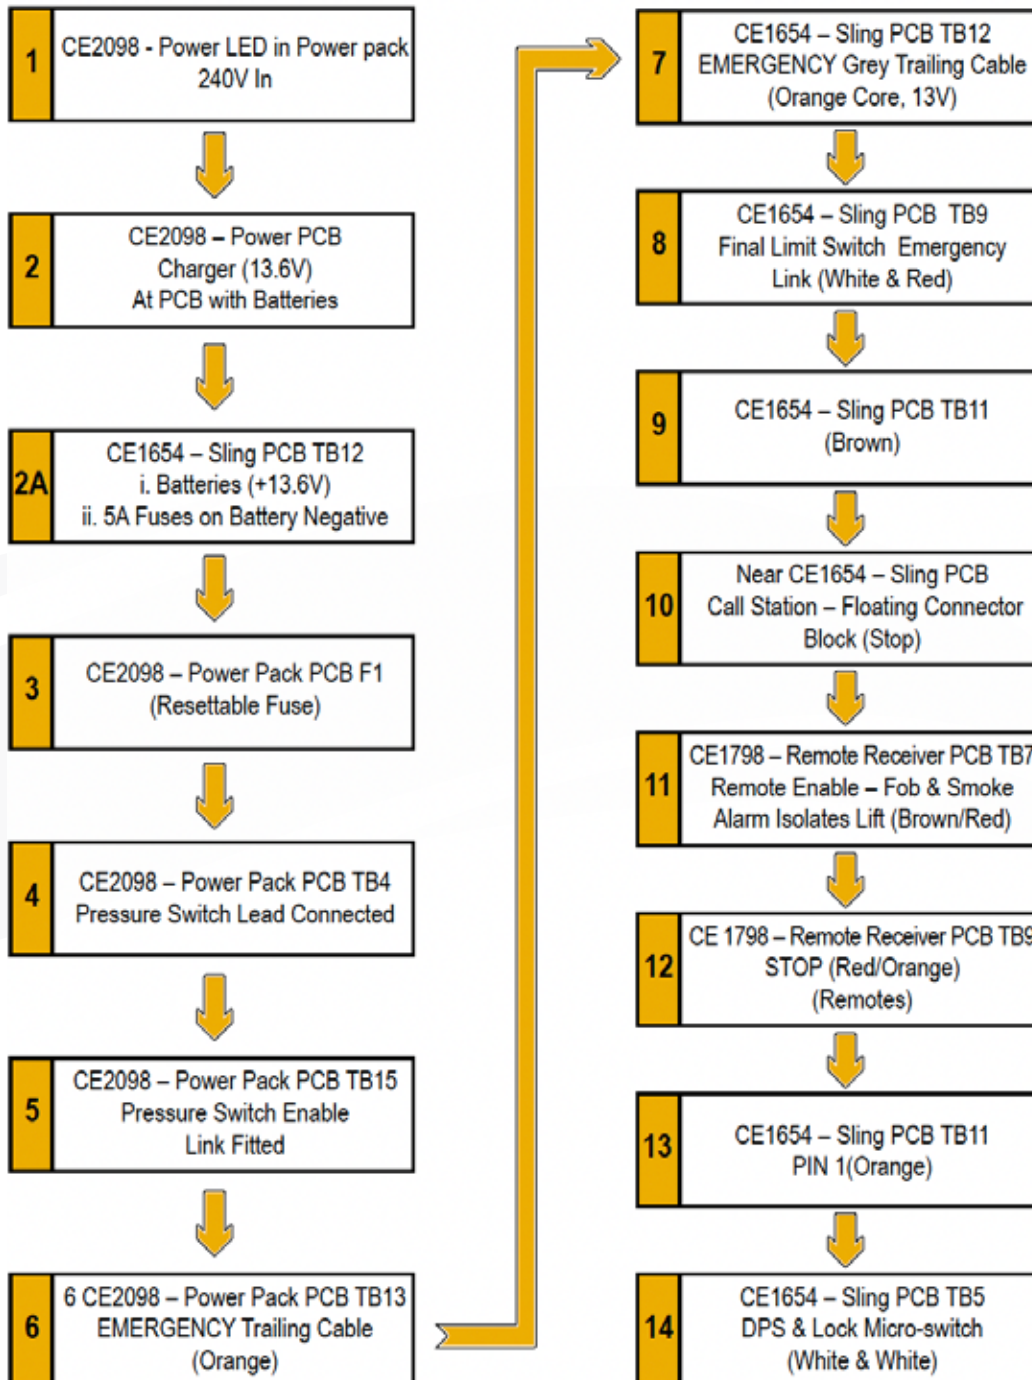 1
CE2098 - Power LED in Power pack
240V In
2
CE2098 – Power PCB
Charger (13.6V)
At PCB with Batteries
2A
CE1654 – Sling PCB TB12
i. Batteries (+13.6V)
ii. 5A Fuses on Battery Negative
3
CE2098 – Power Pack PCB F1
(Resettable Fuse)
4
CE2098 – Power Pack PCB TB4
Pressure Switch Lead Connected
5
CE2098 – Power Pack PCB TB15
Pressure Switch Enable
Link Fitted
6
6 CE2098 – Power Pack PCB TB13
EMERGENCY Trailing Cable
(Orange)
7
CE1654 – Sling PCB TB12
EMERGENCY Grey Trailing Cable
(Orange Core, 13V)
8
CE1654 – Sling PCB TB9
Final Limit Switch Emergency
Link (White & Red)
9
CE1654 – Sling PCB TB11
(Brown)
10
Near CE1654 – Sling PCB
Call Station – Floating Connector
Block (Stop)
11
CE1798 – Remote Receiver PCB TB7
Remote Enable – Fob & Smoke
Alarm Isolates Lift (Brown/Red)
12
CE 1798 – Remote Receiver PCB TB9
STOP (Red/Orange)
(Remotes)
13
CE1654 – Sling PCB TB11
PIN 1(Orange)
14
CE1654 – Sling PCB TB5
DPS & Lock Micro-switch
(White & White)